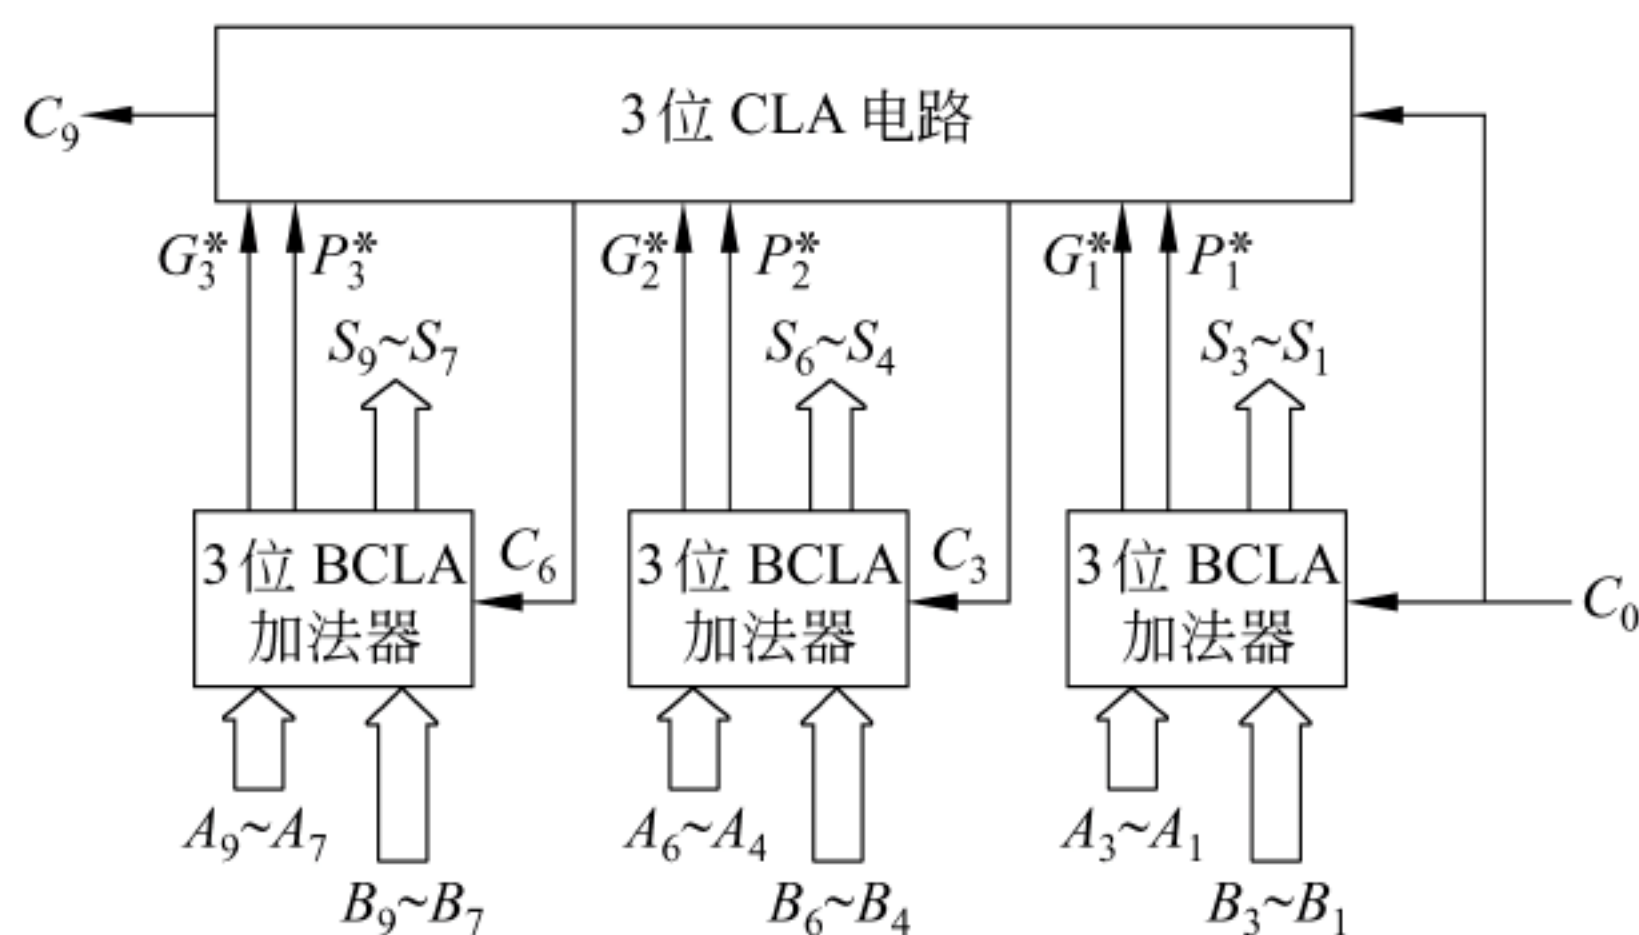 C₉
3位 CLA 电路
G₃* P₃* G₂* P₂* G₁* P₁*
S₉~S₇ S₆~S₄ S₃~S₁
3位 BCLA C₆ 3位 BCLA C₃ 3位 BCLA
加法器 加法器 加法器 C₀
A₉~A₇ A₆~A₄ A₃~A₁
B₉~B₇ B₆~B₄ B₃~B₁